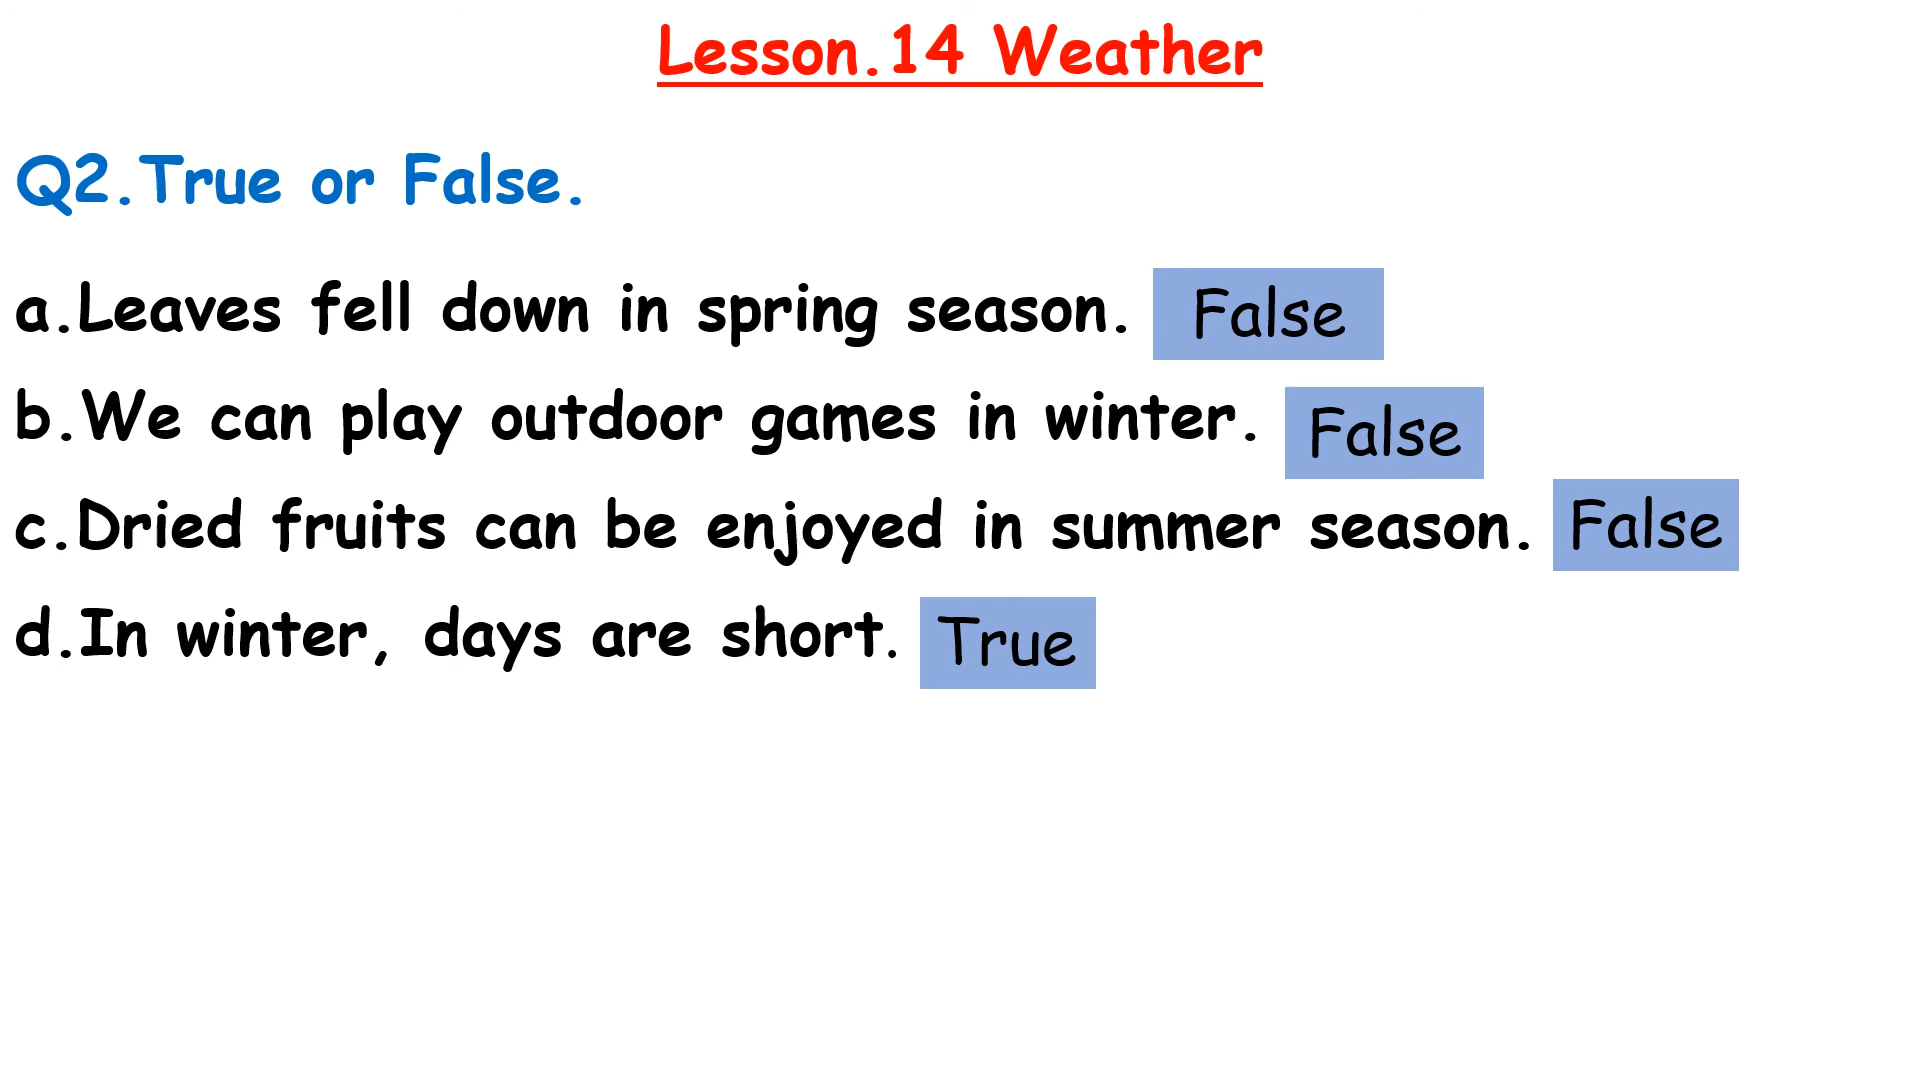 Lesson.14 Weather
Q2.True or False.
a.Leaves fell down in spring season. False
b.We can play outdoor games in winter. False
c.Dried fruits can be enjoyed in summer season. False
d.In winter, days are short. True